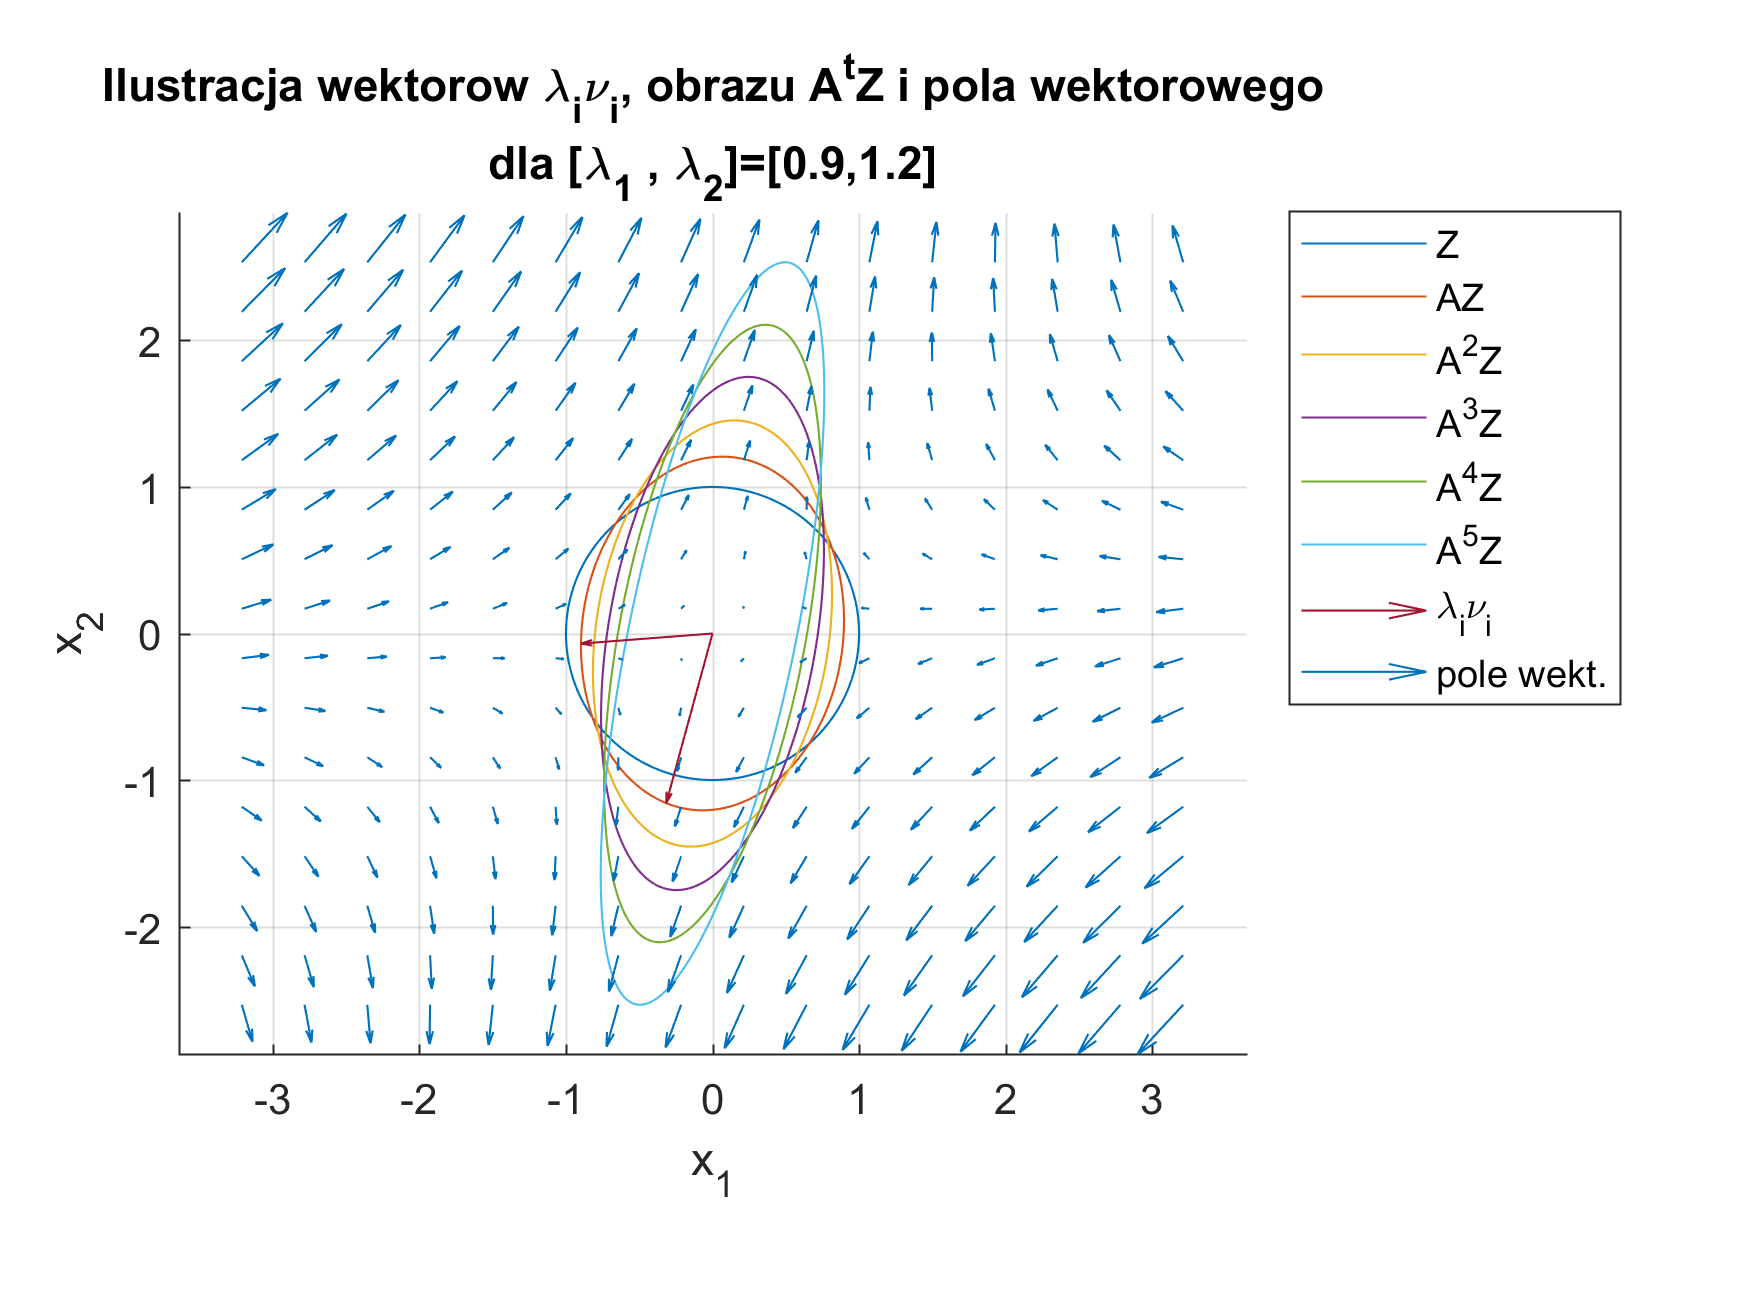 Ilustracja wektorow λ_iν_i, obrazu A^tZ i pola wektorowego
dla [λ_1 , λ_2]=[0.9,1.2]
Z
AZ
A^2Z
A^3Z
A^4Z
A^5Z
λ_iν_i
pole wekt.
2
1
0
-1
-2
x_2
-3 -2 -1 0 1 2 3
x_1